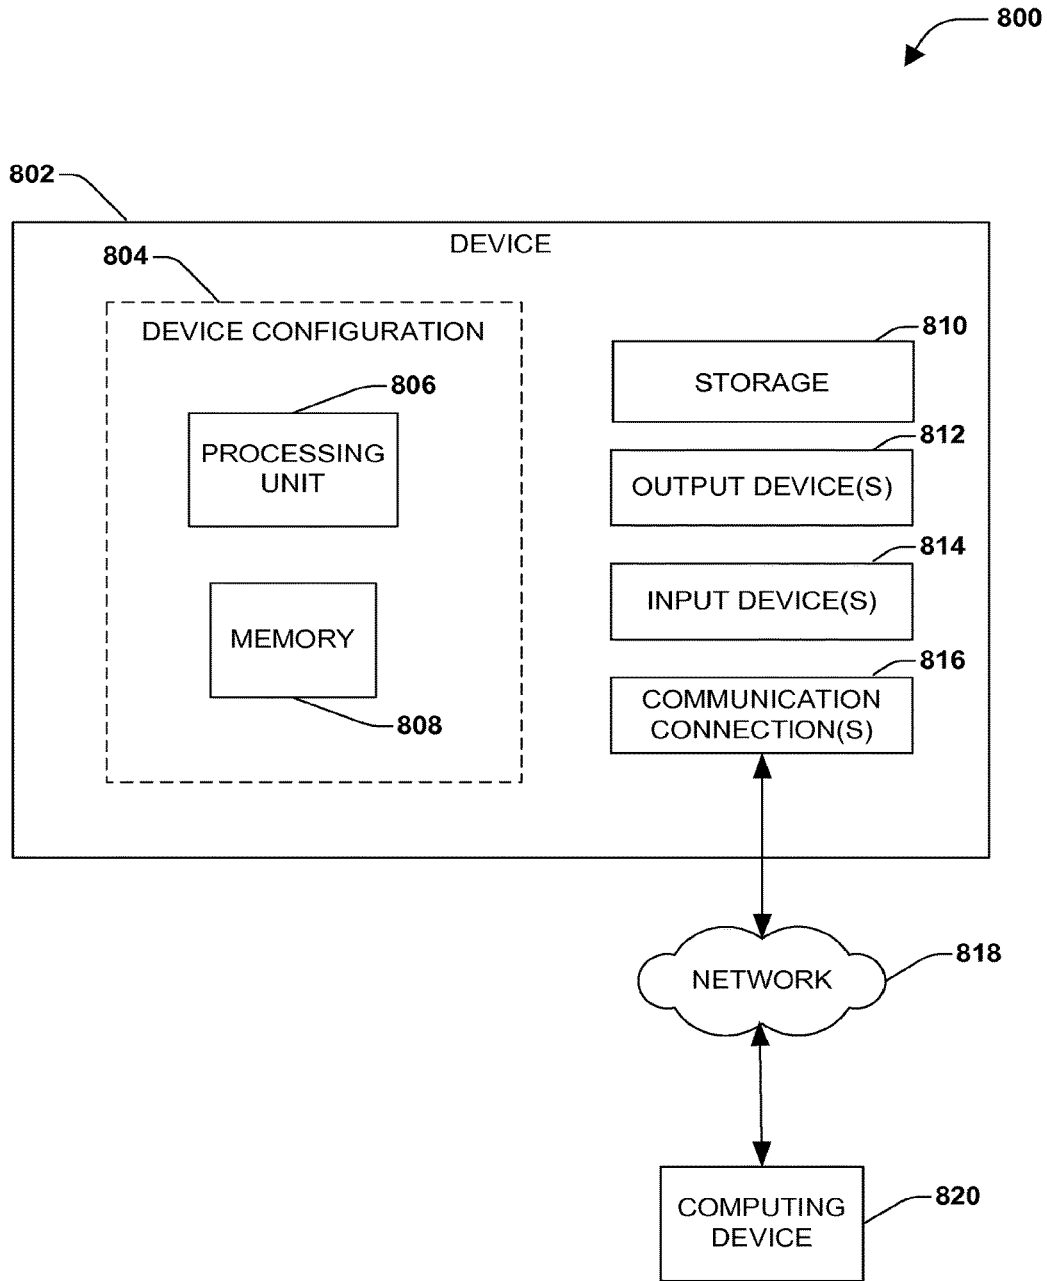 800
802
DEVICE
804
DEVICE CONFIGURATION
810
STORAGE
806
PROCESSING
UNIT
812
OUTPUT DEVICE(S)
814
INPUT DEVICE(S)
MEMORY
808
816
COMMUNICATION
CONNECTION(S)
NETWORK
818
COMPUTING
DEVICE
820